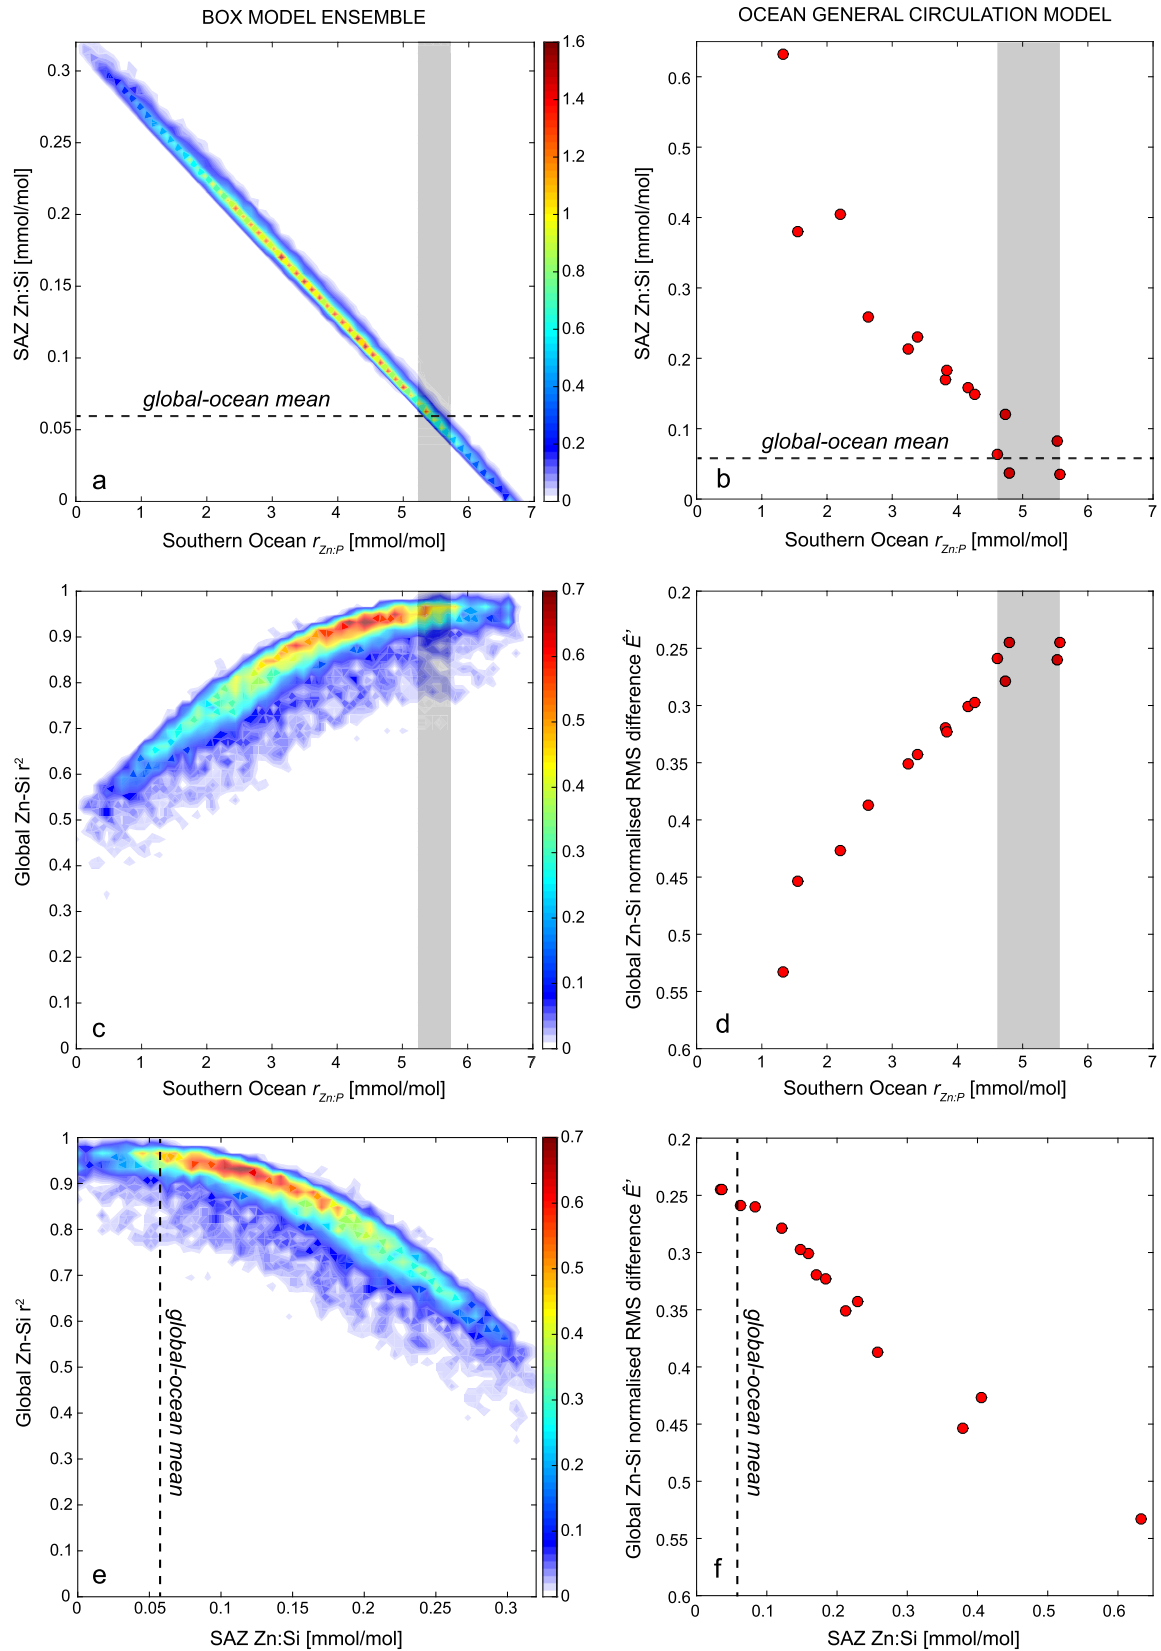 BOX MODEL ENSEMBLE
OCEAN GENERAL CIRCULATION MODEL
SAZ Zn:Si [mmol/mol]
0.3
0.25
0.2
0.15
0.1
0.05
0
global-ocean mean
a
0 1 2 3 4 5 6 7
Southern Ocean r_Zn:P [mmol/mol]
1.6
1.4
1.2
1
0.8
0.6
0.4
0.2
0
SAZ Zn:Si [mmol/mol]
0.6
0.5
0.4
0.3
0.2
0.1
0
global-ocean mean
b
0 1 2 3 4 5 6 7
Southern Ocean r_Zn:P [mmol/mol]
Global Zn-Si r²
1
0.9
0.8
0.7
0.6
0.5
0.4
0.3
0.2
0.1
0
c
0 1 2 3 4 5 6 7
Southern Ocean r_Zn:P [mmol/mol]
0.7
0.6
0.5
0.4
0.3
0.2
0.1
0
Global Zn-Si normalised RMS difference Ê’
0.2
0.25
0.3
0.35
0.4
0.45
0.5
0.55
0.6
d
0 1 2 3 4 5 6 7
Southern Ocean r_Zn:P [mmol/mol]
Global Zn-Si r²
1
0.9
0.8
0.7
0.6
0.5
0.4
0.3
0.2
0.1
0
global-ocean mean
e
0 0.05 0.1 0.15 0.2 0.25 0.3
SAZ Zn:Si [mmol/mol]
0.7
0.6
0.5
0.4
0.3
0.2
0.1
0
Global Zn-Si normalised RMS difference Ê’
0.2
0.25
0.3
0.35
0.4
0.45
0.5
0.55
0.6
global-ocean mean
f
0 0.1 0.2 0.3 0.4 0.5 0.6
SAZ Zn:Si [mmol/mol]